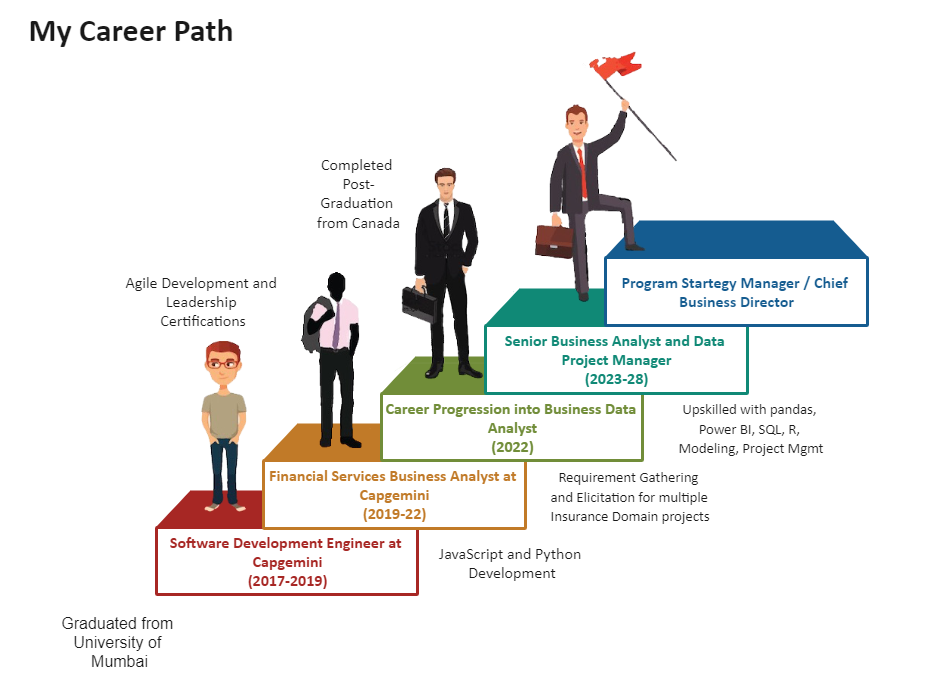 My Career Path
Completed
Post-
Graduation
from Canada
Agile Development and
Leadership
Certifications
Program Startegy Manager / Chief
Business Director
Senior Business Analyst and Data
Project Manager
(2023-28)
Career Progression into Business Data
Analyst
(2022)
Upskilled with pandas,
Power BI, SQL, R,
Modeling, Project Mgmt
Financial Services Business Analyst at
Capgemini
(2019-22)
Requirement Gathering
and Elicitation for multiple
Insurance Domain projects
Software Development Engineer at
Capgemini
(2017-2019)
JavaScript and Python
Development
Graduated from
University of
Mumbai